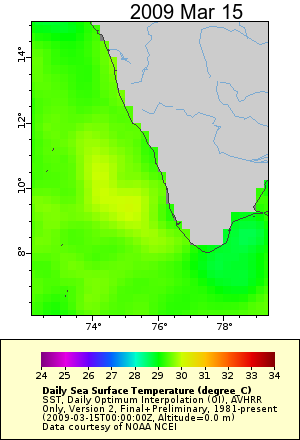 2009 Mar 15
14°
12°
10°
8°
74° 76° 78°
24 25 26 27 28 29 30 31 32 33 34
Daily Sea Surface Temperature (degree_C)
SST, Daily Optimum Interpolation (OI), AVHRR
Only, Version 2, Final+Preliminary, 1981-present
(2009-03-15T00:00:00Z, Altitude=0.0 m)
Data courtesy of NOAA NCEI